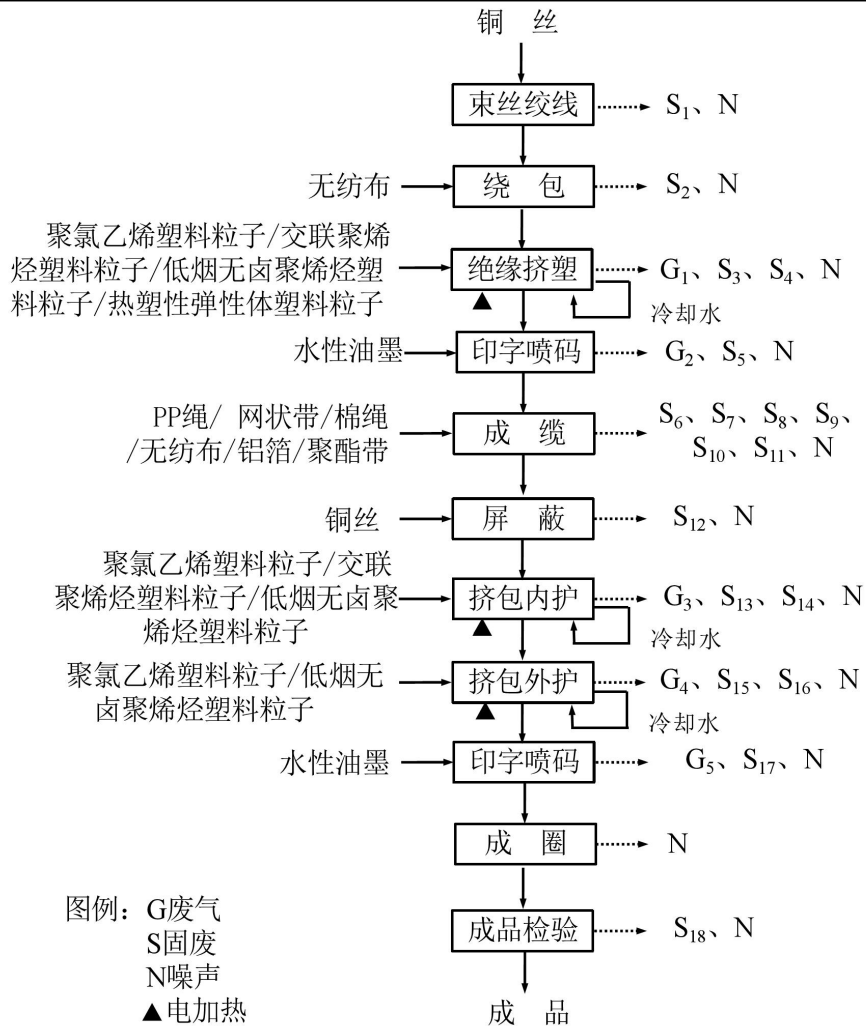 铜 丝
束丝绞线
S₁、N
无纺布
绕 包
S₂、N
聚氯乙烯塑料粒子/交联聚烯
烃塑料粒子/低烟无卤聚烯烃塑
料粒子/热塑性弹性体塑料粒子
绝缘挤塑
G₁、S₃、S₄、N
冷却水
水性油墨
印字喷码
G₂、S₅、N
PP绳/ 网状带/棉绳
/无纺布/铝箔/聚酯带
成 缆
S₆、S₇、S₈、S₉、
S₁₀、S₁₁、N
铜丝
屏 蔽
S₁₂、N
聚氯乙烯塑料粒子/交联
聚烯烃塑料粒子/低烟无卤聚
烯烃塑料粒子
挤包内护
G₃、S₁₃、S₁₄、N
冷却水
聚氯乙烯塑料粒子/低烟无
卤聚烯烃塑料粒子
挤包外护
G₄、S₁₅、S₁₆、N
冷却水
水性油墨
印字喷码
G₅、S₁₇、N
成 圈
N
成品检验
S₁₈、N
成 品
图例：G废气
S固废
N噪声
▲电加热